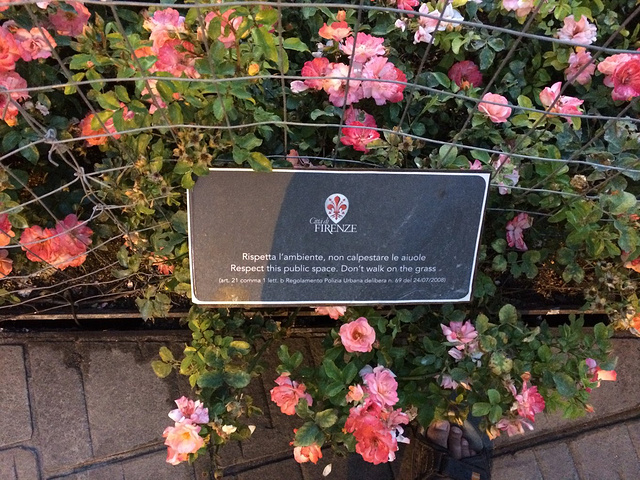 Città di
FIRENZE
Rispetta l'ambiente, non calpestare le aiuole
Respect this public space. Don't walk on the grass
(art. 21 comma 1 lett. b Regolamento Polizia Urbana delibera n. 69 del 24/07/2008)